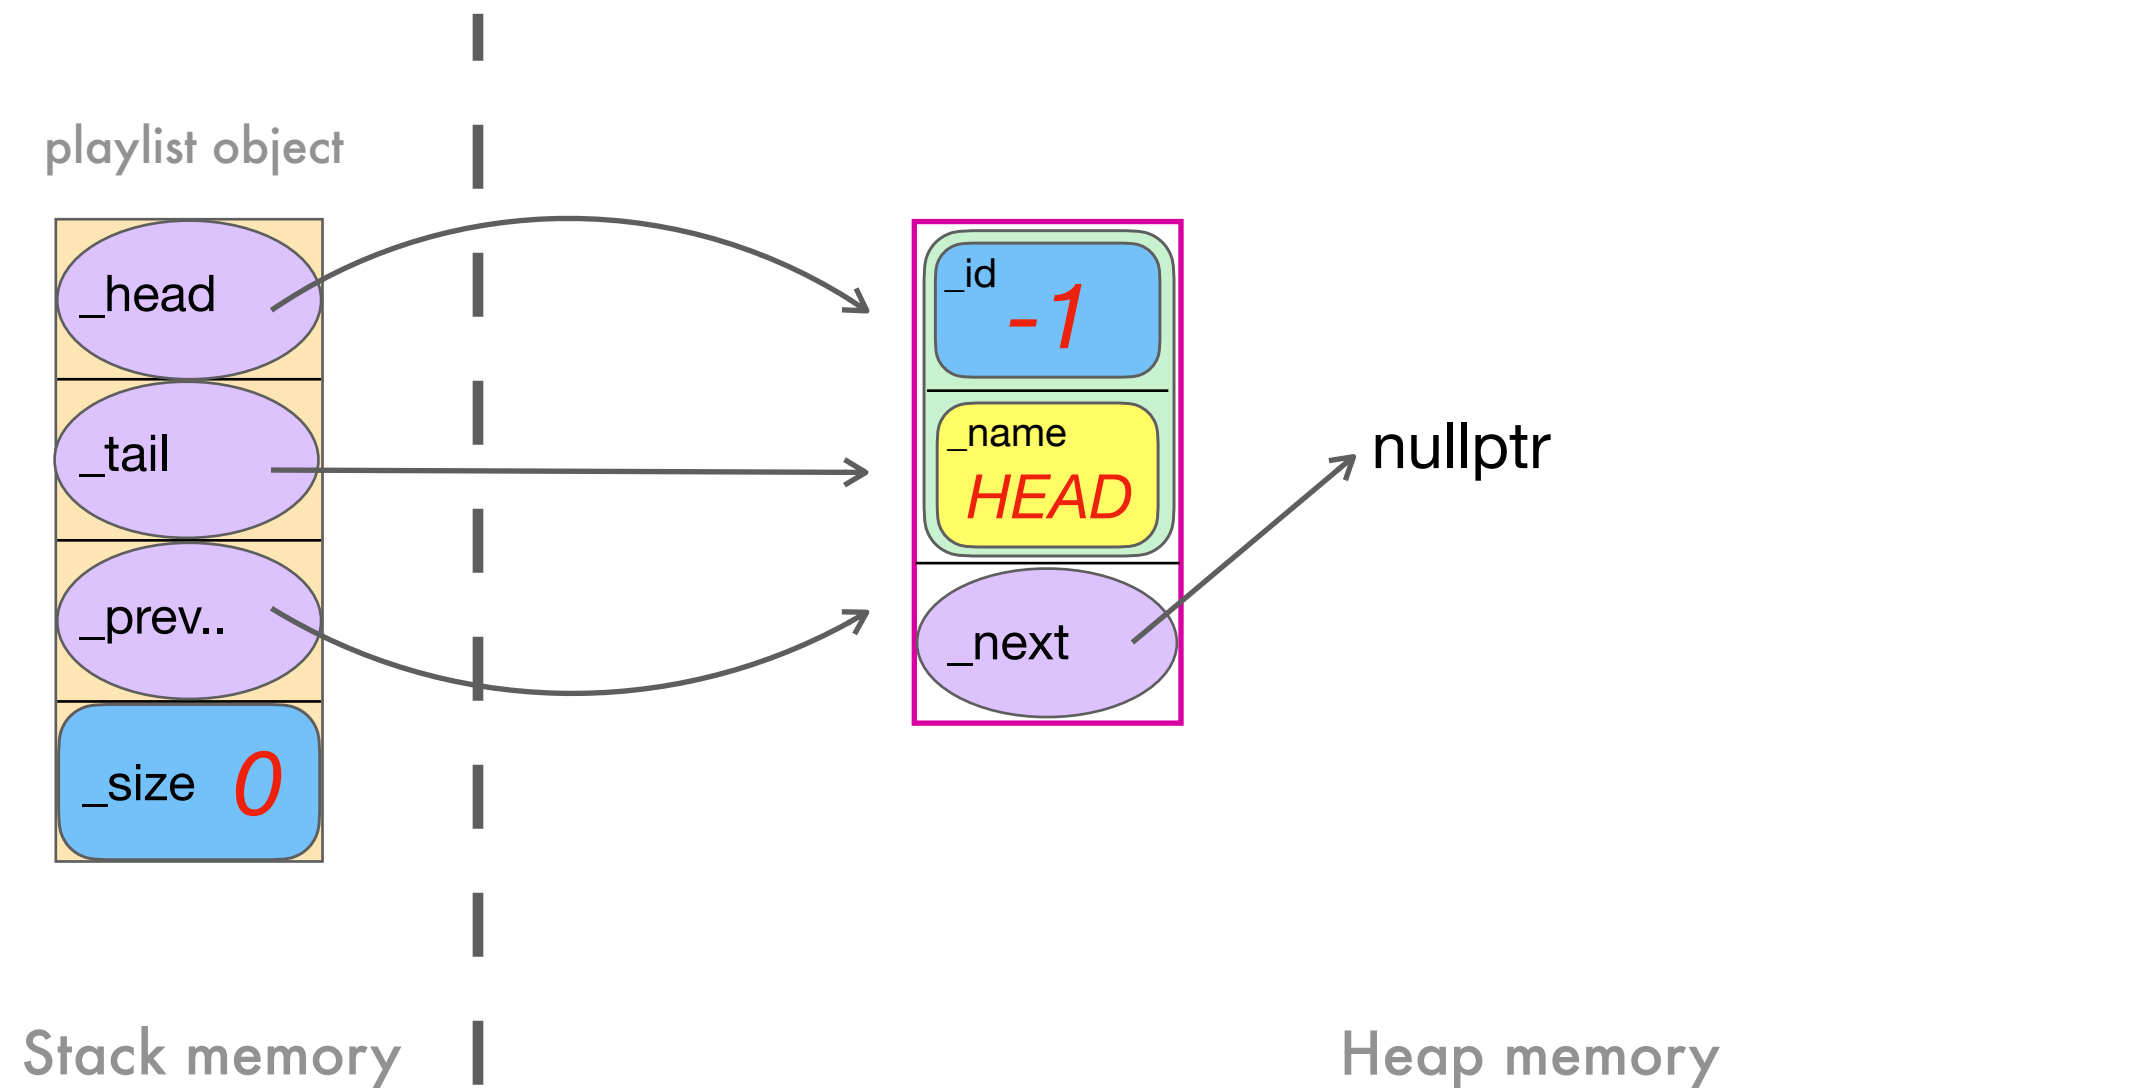 playlist object
_head
_tail
_prev..
_size 0
_id
-1
_name
HEAD
_next
nullptr
Stack memory
Heap memory